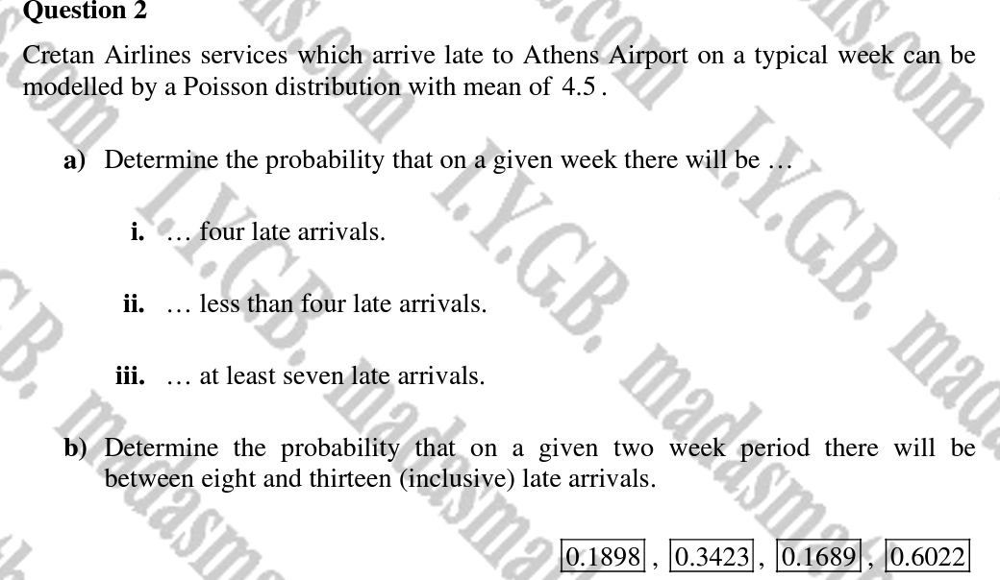 Question 2
Cretan Airlines services which arrive late to Athens Airport on a typical week can be
modelled by a Poisson distribution with mean of 4.5.
a) Determine the probability that on a given week there will be …
i. … four late arrivals.
ii. … less than four late arrivals.
iii. … at least seven late arrivals.
b) Determine the probability that on a given two week period there will be
between eight and thirteen (inclusive) late arrivals.
0.1898 , 0.3423 , 0.1689 , 0.6022